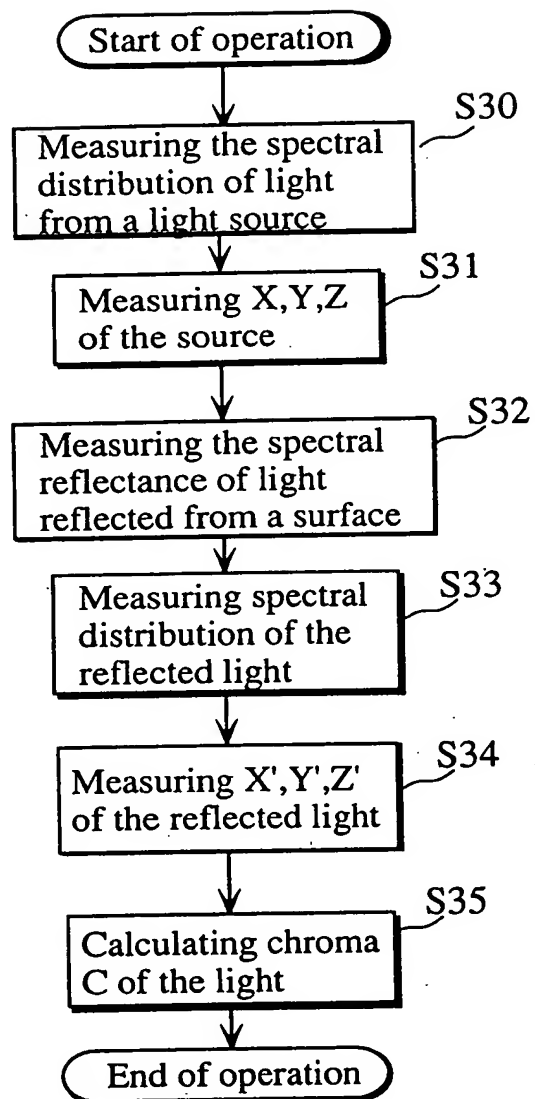 Start of operation
S30
Measuring the spectral
distribution of light
from a light source
S31
Measuring X,Y,Z
of the source
S32
Measuring the spectral
reflectance of light
reflected from a surface
S33
Measuring spectral
distribution of the
reflected light
S34
Measuring X',Y',Z'
of the reflected light
S35
Calculating chroma
C of the light
End of operation